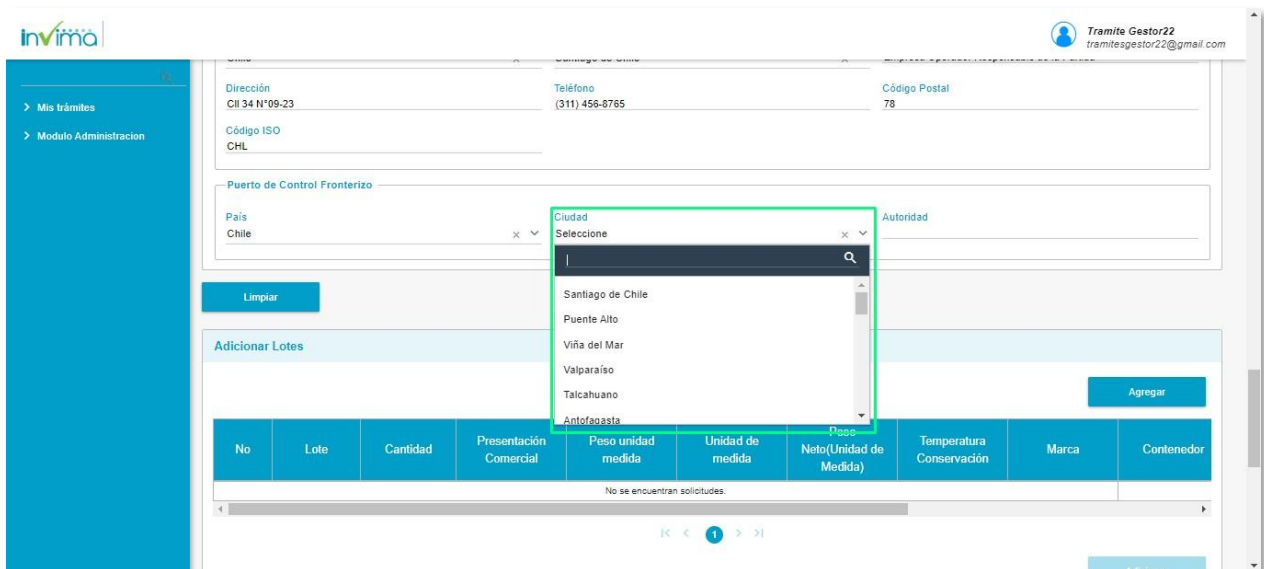 invima
Tramite Gestor22
tramitesgestor22@gmail.com
Mis trámites
Modulo Administracion
Dirección
Teléfono
Código Postal
Cll 34 N°09-23
(311) 456-8765
78
Código ISO
CHL
Puerto de Control Fronterizo
País
Ciudad
Autoridad
Chile
Seleccione
Santiago de Chile
Puente Alto
Viña del Mar
Valparaíso
Talcahuano
Antofagasta
Limpiar
Adicionar Lotes
Agregar
No
Lote
Cantidad
Presentación
Comercial
Peso unidad
medida
Unidad de
medida
Peso
Neto(Unidad de
Medida)
Temperatura
Conservación
Marca
Contenedor
No se encuentran solicitudes.
1